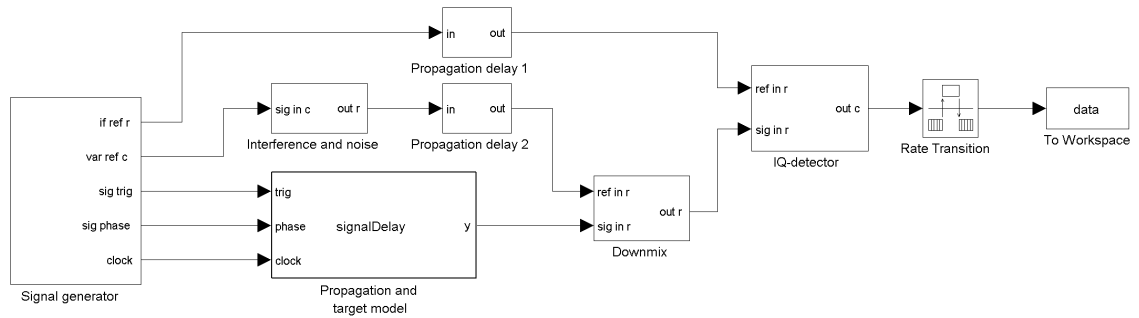 in
out
Propagation delay 1
if ref r
var ref c
sig trig
sig phase
clock
Signal generator
sig in c
out r
Interference and noise
in
out
Propagation delay 2
trig
phase
clock
signalDelay
y
Propagation and
target model
ref in r
sig in r
out r
Downmix
ref in r
sig in r
out c
IQ-detector
Rate Transition
data
To Workspace